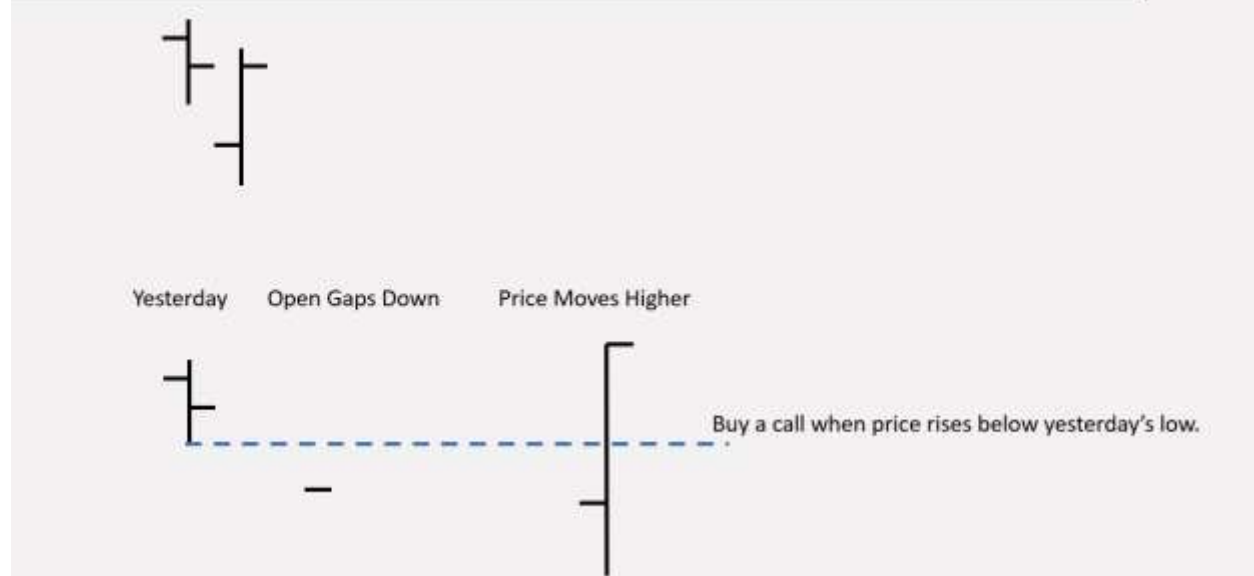 Yesterday Open Gaps Down Price Moves Higher
Buy a call when price rises below yesterday's low.